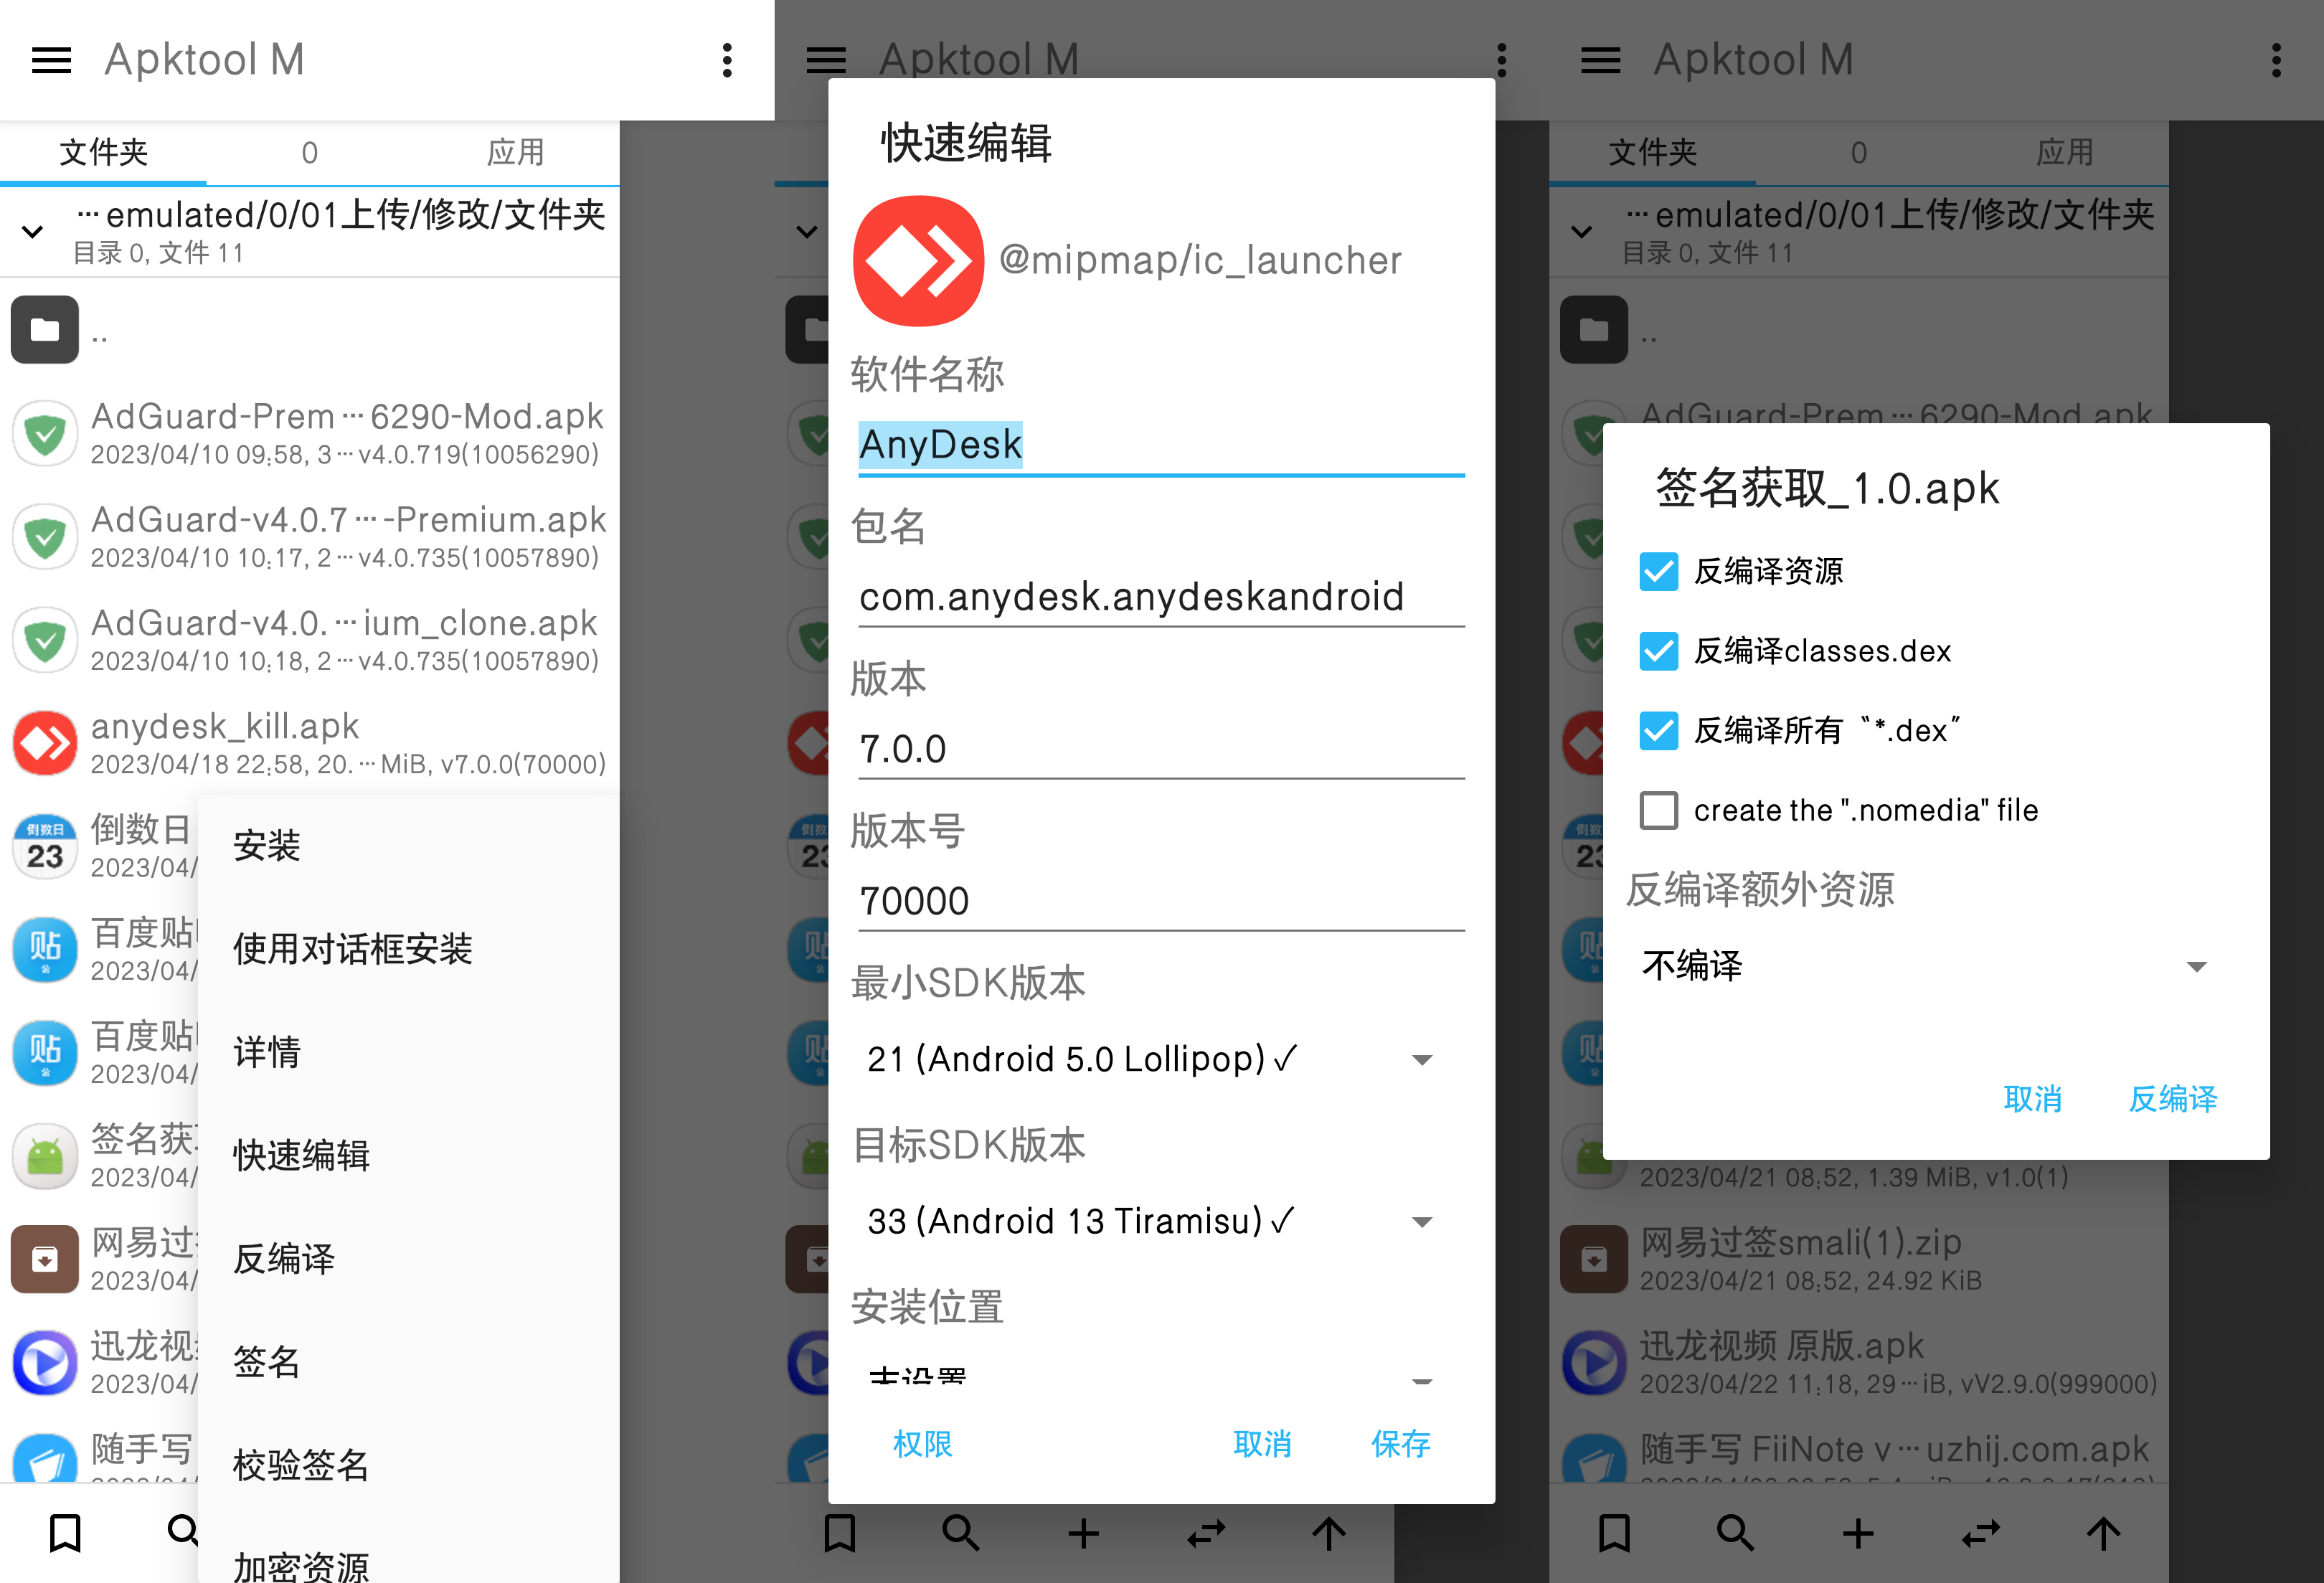 Apktool M
文件夹
0
应用
…emulated/0/01上传/修改/文件夹
目录 0, 文件 11
..
AdGuard-Prem…6290-Mod.apk
2023/04/10 09:58, 3…v4.0.719(10056290)
AdGuard-v4.0.7…-Premium.apk
2023/04/10 10:17, 2…v4.0.735(10057890)
AdGuard-v4.0.…ium_clone.apk
2023/04/10 10:18, 2…v4.0.735(10057890)
anydesk_kill.apk
2023/04/18 22:58, 20.…MiB, v7.0.0(70000)
倒数日
23
倒数日
2023/04/
贴
百度贴
2023/04/
贴
百度贴
2023/04/
签名获
2023/04/
网易过
2023/04/
迅龙视
2023/04/
随手写
安装
使用对话框安装
详情
快速编辑
反编译
签名
校验签名
加密资源
Apktool M
快速编辑
@mipmap/ic_launcher
软件名称
AnyDesk
包名
com.anydesk.anydeskandroid
版本
7.0.0
版本号
70000
最小SDK版本
21 (Android 5.0 Lollipop)✓
目标SDK版本
33 (Android 13 Tiramisu)✓
安装位置
未设置
权限
取消
保存
Apktool M
文件夹
0
应用
…emulated/0/01上传/修改/文件夹
目录 0, 文件 11
..
AdGuard-Prem…6290-Mod.apk
签名获取_1.0.apk
反编译资源
反编译classes.dex
反编译所有〝*.dex〞
create the ".nomedia" file
反编译额外资源
不编译
取消
反编译
2023/04/21 08:52, 1.39 MiB, v1.0(1)
网易过签smali(1).zip
2023/04/21 08:52, 24.92 KiB
迅龙视频 原版.apk
2023/04/22 11:18, 29…iB, vV2.9.0(999000)
随手写 FiiNote v…uzhij.com.apk